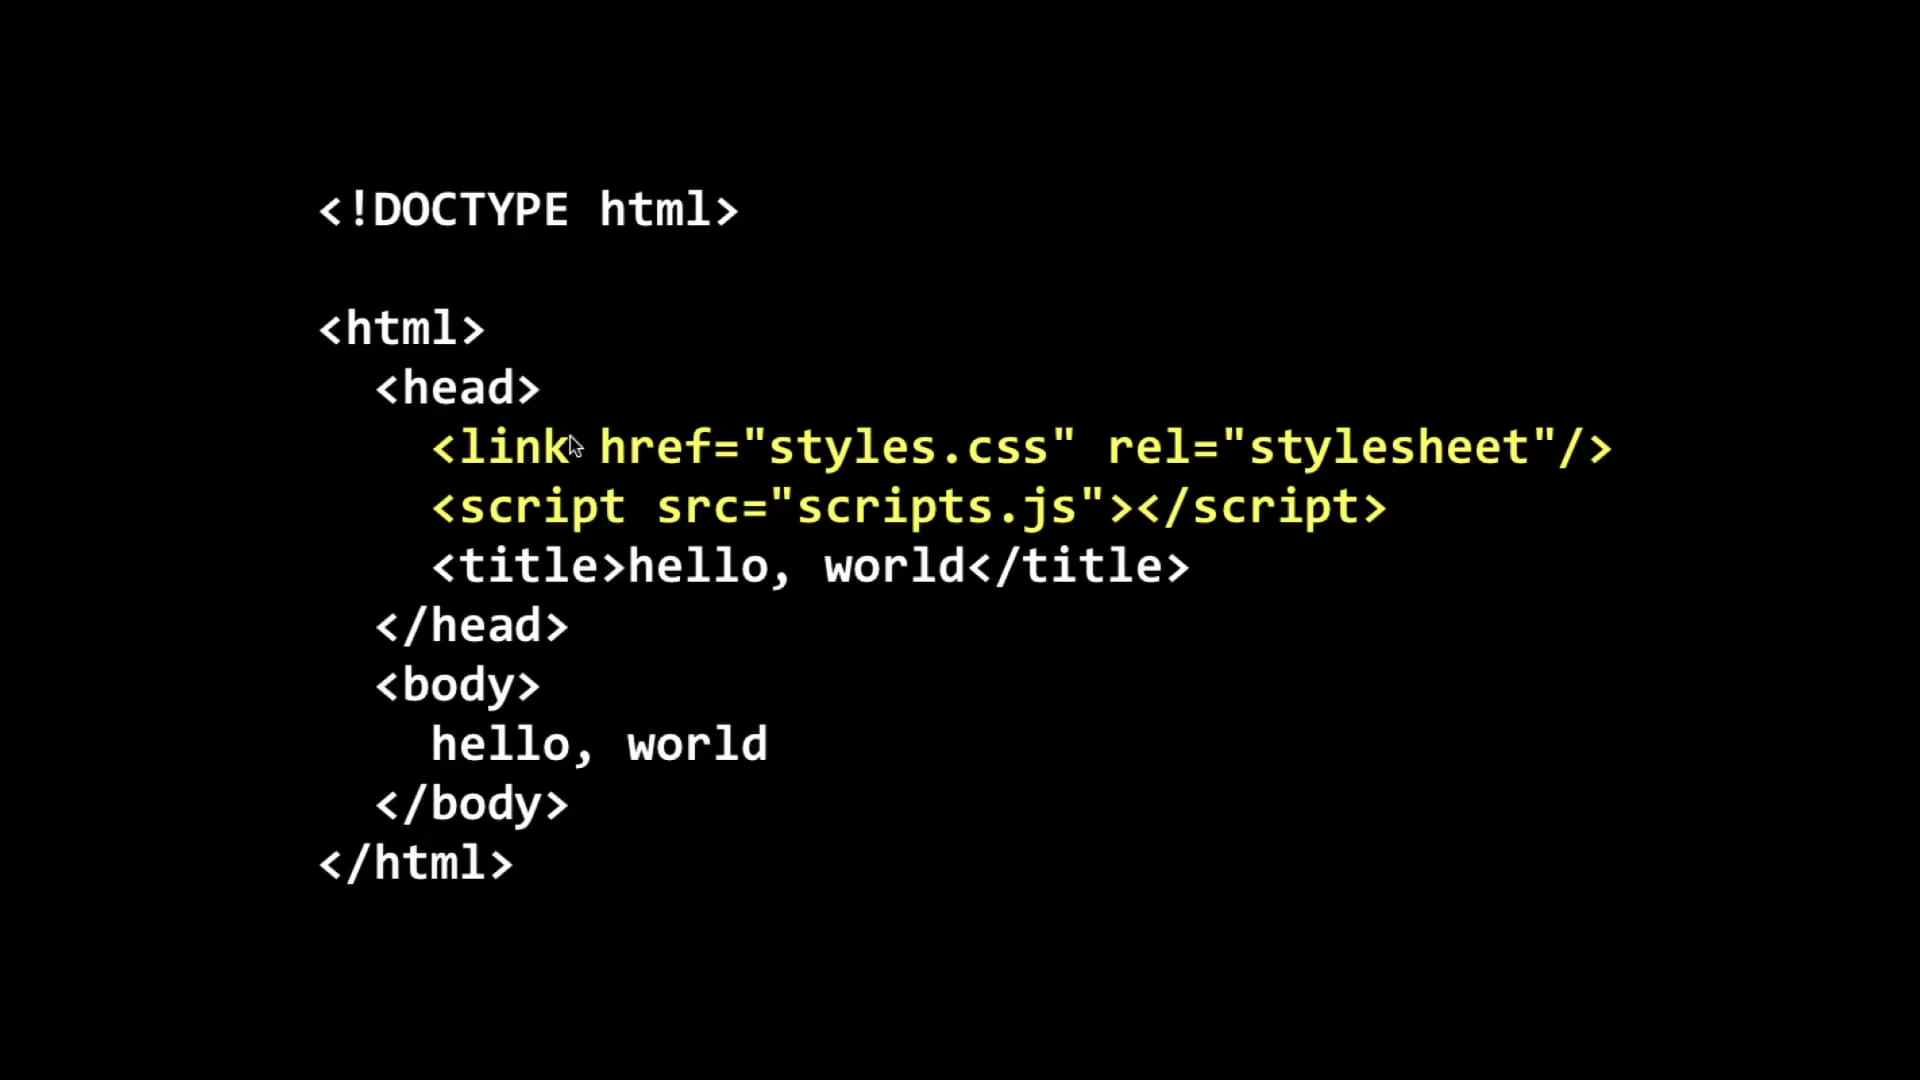 <!DOCTYPE html>
<html>
<head>
<link href="styles.css" rel="stylesheet"/>
<script src="scripts.js"></script>
<title>hello, world</title>
</head>
<body>
hello, world
</body>
</html>